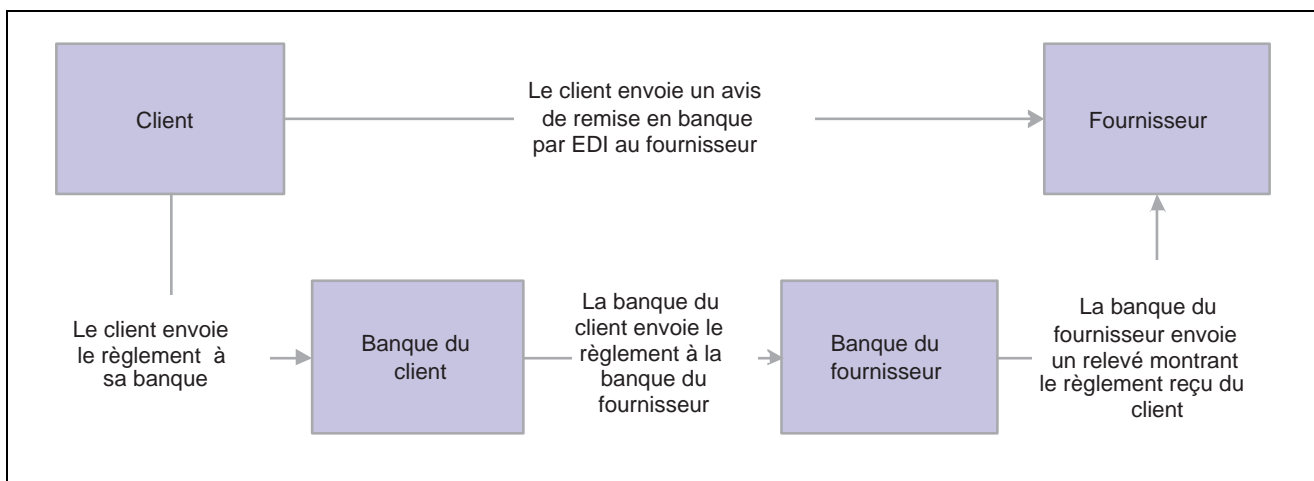 Client
Le client envoie un avis
de remise en banque
par EDI au fournisseur
Fournisseur
Le client envoie
le règlement à
sa banque
Banque du
client
La banque du
client envoie le
règlement à la
banque du
fournisseur
Banque du
fournisseur
La banque du
fournisseur envoie
un relevé montrant
le règlement reçu du
client